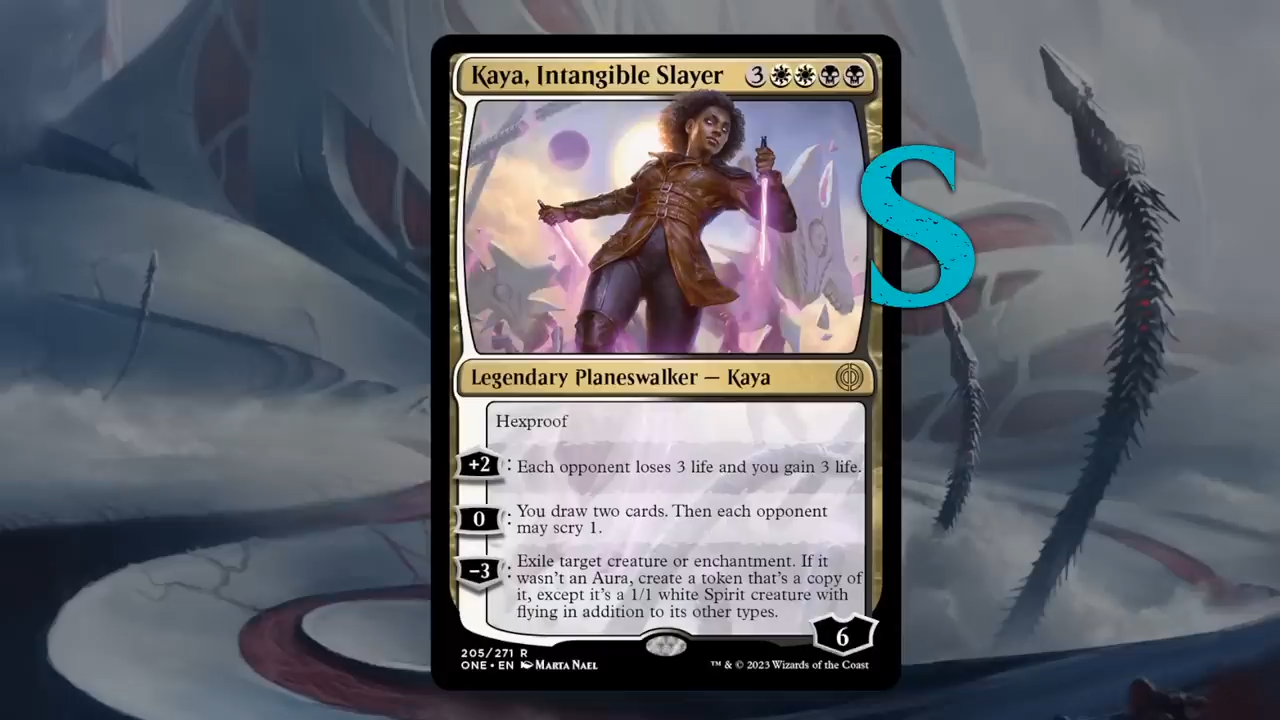 Kaya, Intangible Slayer 3
S
Legendary Planeswalker — Kaya
Hexproof
+2 : Each opponent loses 3 life and you gain 3 life.
0 : You draw two cards. Then each opponent
may scry 1.
−3 : Exile target creature or enchantment. If it
wasn't an Aura, create a token that's a copy of
it, except it's a 1/1 white Spirit creature with
flying in addition to its other types.
6
205/271 R
ONE • EN Marta Nael
™ & © 2023 Wizards of the Coast